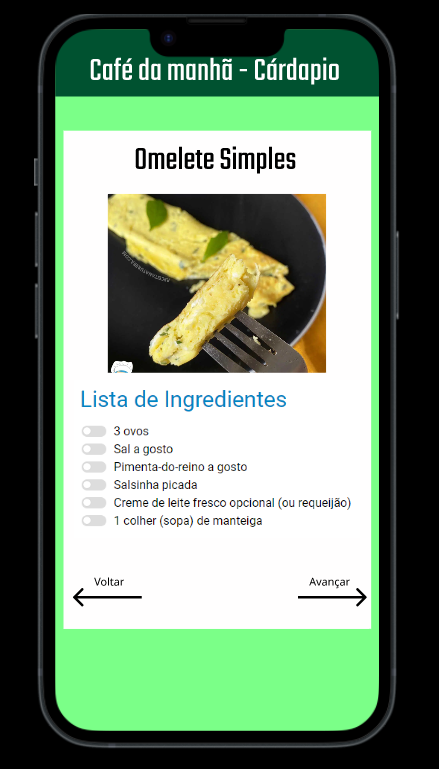 Café da manhã - Cárdapio
Omelete Simples
Lista de Ingredientes
3 ovos
Sal a gosto
Pimenta-do-reino a gosto
Salsinha picada
Creme de leite fresco opcional (ou requeijão)
1 colher (sopa) de manteiga
Voltar
Avançar